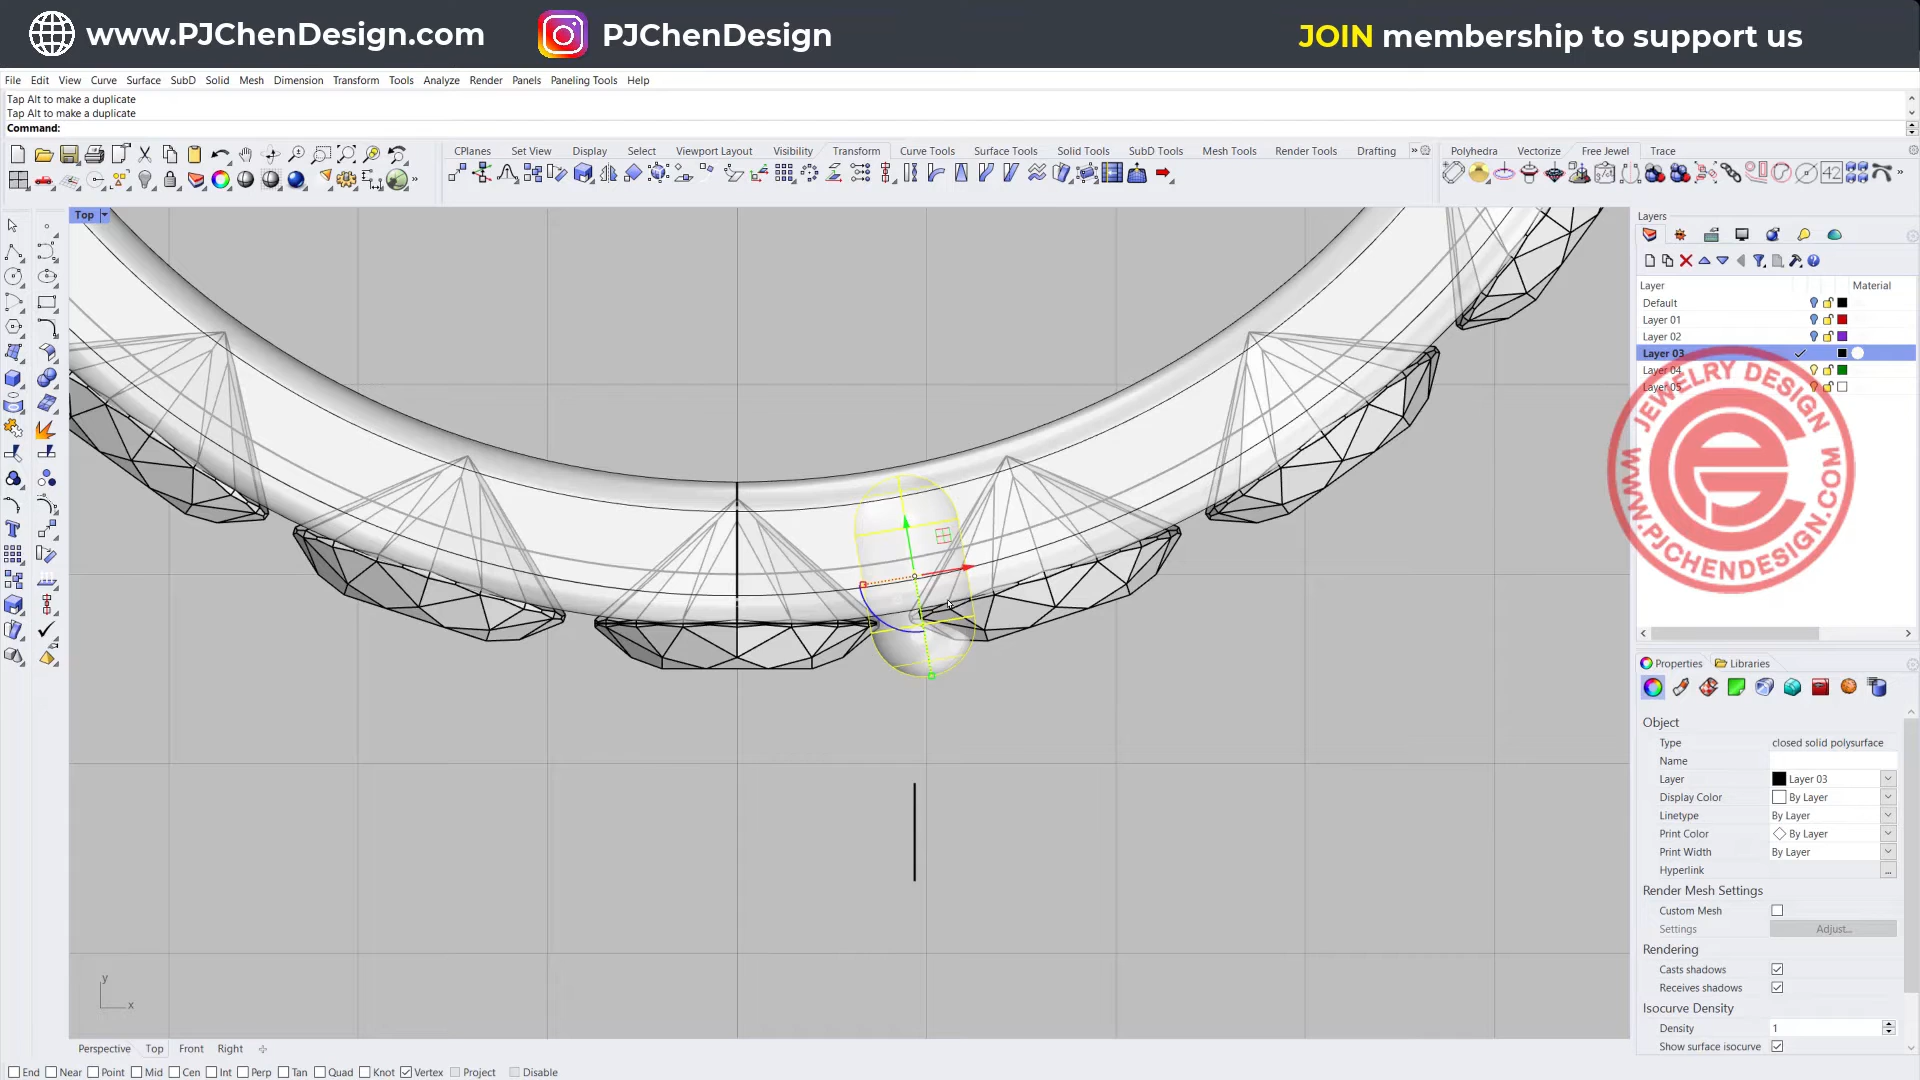 www.PJChenDesign.com PJChenDesign JOIN membership to support us
File Edit View Curve Surface SubD Solid Mesh Dimension Transform Tools Analyze Render Panels Paneling Tools Help
Tap Alt to make a duplicate
Tap Alt to make a duplicate
Command:
CPlanes Set View Display Select Viewport Layout Visibility Transform Curve Tools Surface Tools Solid Tools SubD Tools Mesh Tools Render Tools Drafting » Polyhedra Vectorize Free Jewel Trace
Top
Layers
Layer Material
Default
Layer 01
Layer 02
Layer 03
Layer 04
Layer 05
JEWELRY DESIGN
WWW.PJCHENDESIGN.COM
Properties Libraries
Object
Type closed solid polysurface
Name
Layer Layer 03
Display Color By Layer
Linetype By Layer
Print Color By Layer
Print Width By Layer
Hyperlink ...
Render Mesh Settings
Custom Mesh
Settings Adjust...
Rendering
Casts shadows
Receives shadows
Isocurve Density
Density 1
Show surface isocurve
y
x
Perspective Top Front Right
End Near Point Mid Cen Int Perp Tan Quad Knot Vertex Project Disable